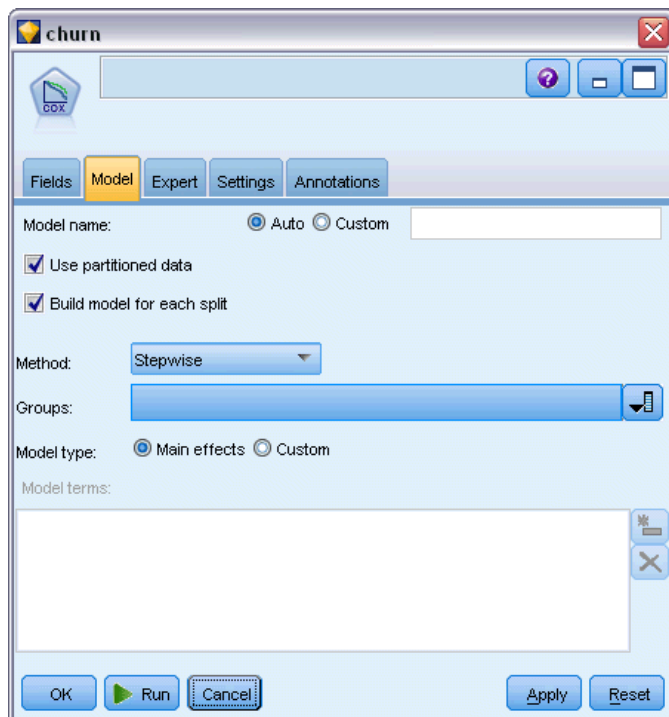 churn
COX
Fields Model Expert Settings Annotations
Model name: Auto Custom
Use partitioned data
Build model for each split
Method: Stepwise
Groups:
Model type: Main effects Custom
Model terms:
OK Run Cancel Apply Reset